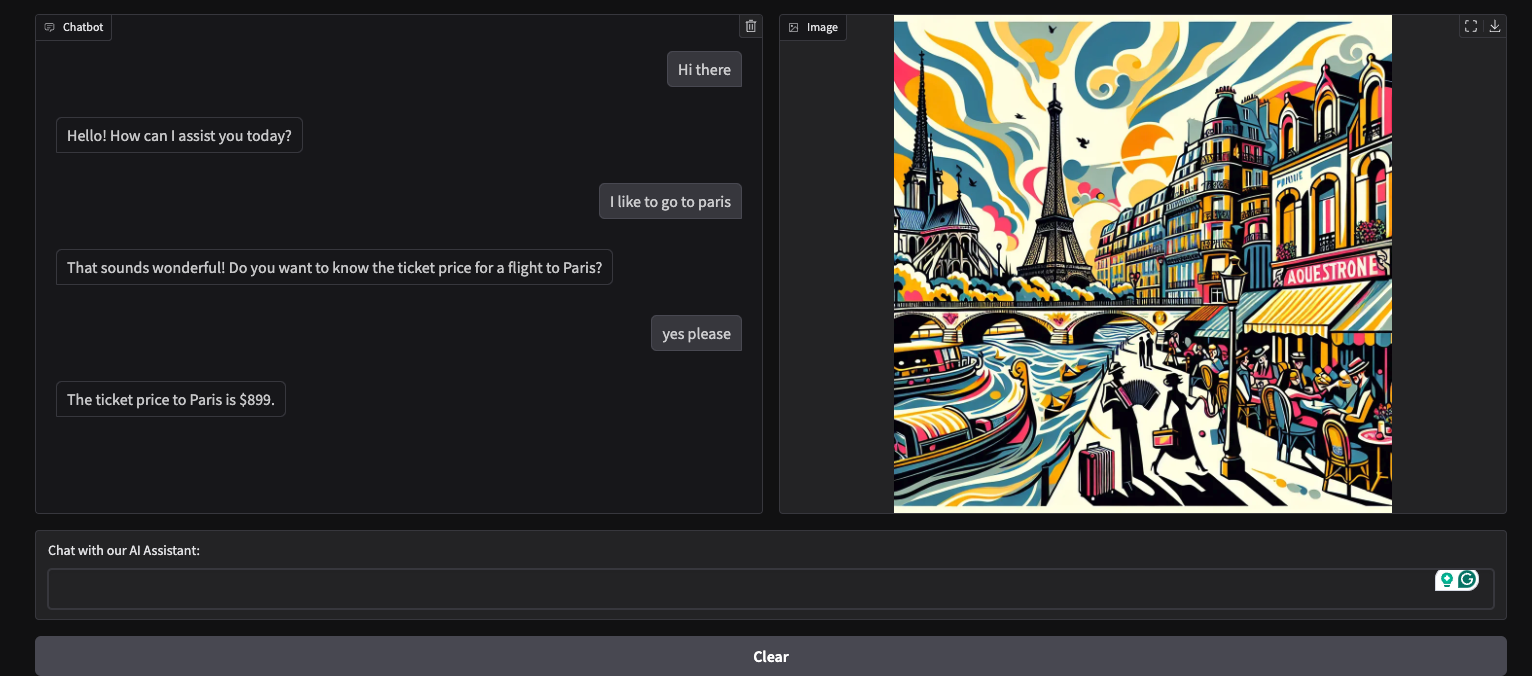 Chatbot
Hi there
Hello! How can I assist you today?
I like to go to paris
That sounds wonderful! Do you want to know the ticket price for a flight to Paris?
yes please
The ticket price to Paris is $899.
Image
AOUESTRONE
Chat with our AI Assistant:
Clear